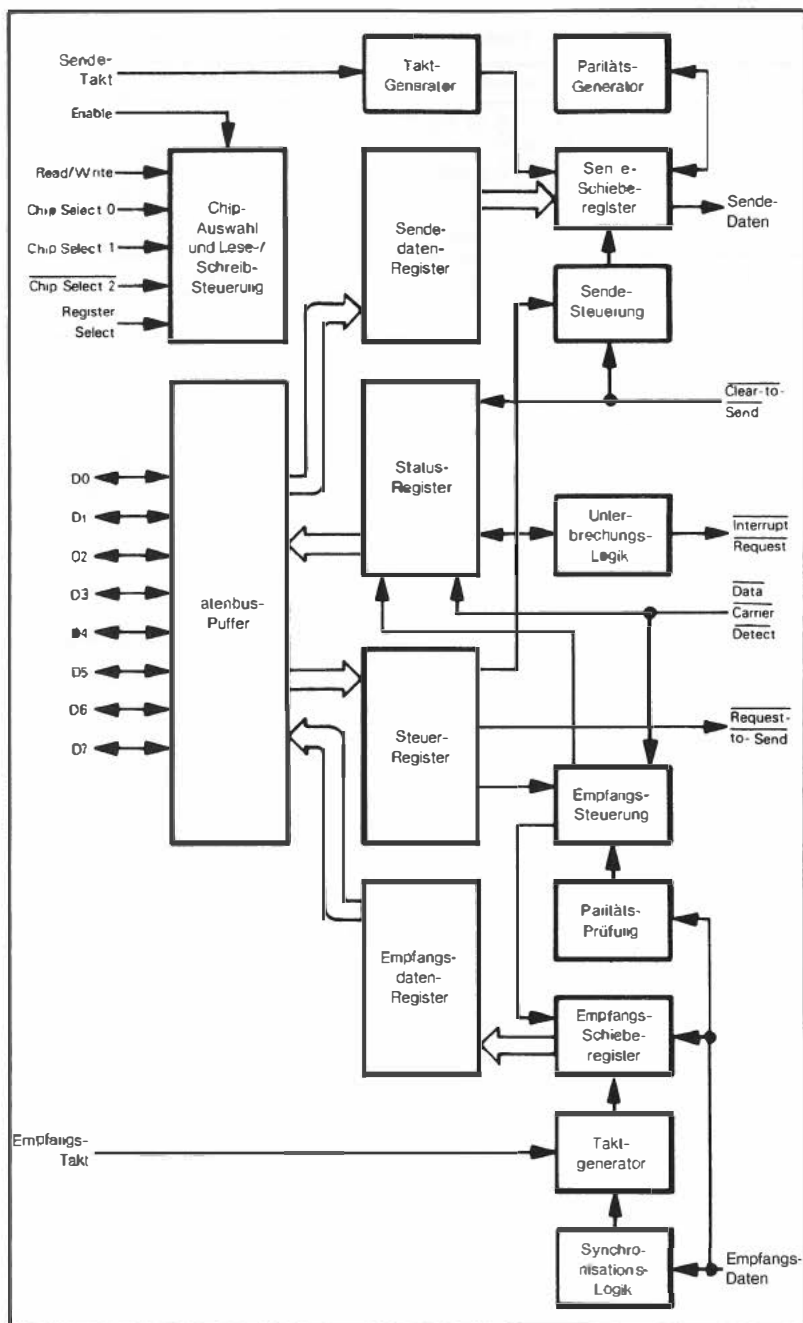 Sende-
Takt
Takt-
Generator
Paritäts-
Generator
Enable
Read/Write
Chip Select 0
Chip Select 1
Chip Select 2
Register
Select
Chip-
Auswahl
und Lese-/
Schreib-
Steuerung
Sende-
daten-
Register
Sen e-
Schiebe-
register
Sende-
Daten
Sende-
Steuerung
Clear-to-
Send
D0
D1
D2
D3
D4
D5
D6
D7
atenbus-
Puffer
Status-
Register
Unter-
brechungs-
Logik
Interrupt
Request
Data
Carrier
Detect
Steuer-
Register
Request-
to- Send
Empfangs-
Steuerung
Paritäts-
Prüfung
Empfangs-
daten-
Register
Empfangs-
Schiebe-
register
Empfangs-
Takt
Takt-
generator
Synchro-
nisations-
Logik
Empfangs-
Daten